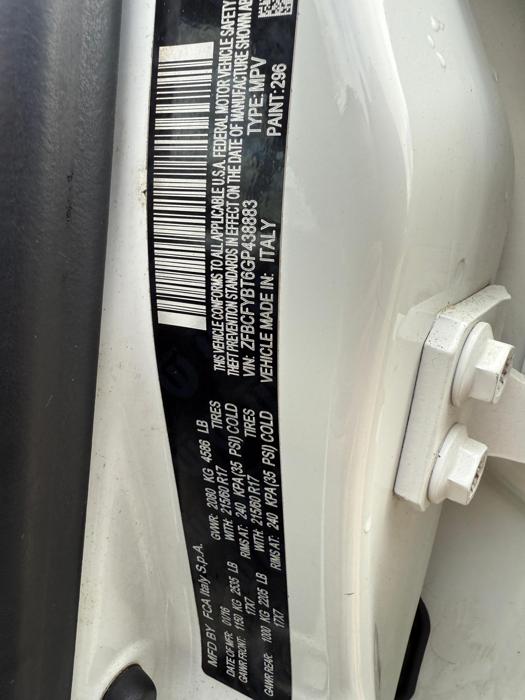 MFD BY FCA Italy S.p.A.
DATE OF MFR: 01/16 GVWR: 2080 KG 4586 LB
GAWR FRONT: 1150 KG 2535 LB WITH: 215/60 R17 TIRES
17X7 RIMS AT: 240 KPA(35 PSI) COLD
GAWR REAR: 1000 KG 2205 LB WITH: 215/60 R17 TIRES
17X7 RIMS AT: 240 KPA(35 PSI) COLD
THIS VEHICLE CONFORMS TO ALL APPLICABLE U.S.A. FEDERAL MOTOR VEHICLE SAFETY
THEFT PREVENTION STANDARDS IN EFFECT ON THE DATE OF MANUFACTURE SHOWN AB
VIN: ZFBCFYBT6GP438883 TYPE: MPV
VEHICLE MADE IN: ITALY PAINT: 296